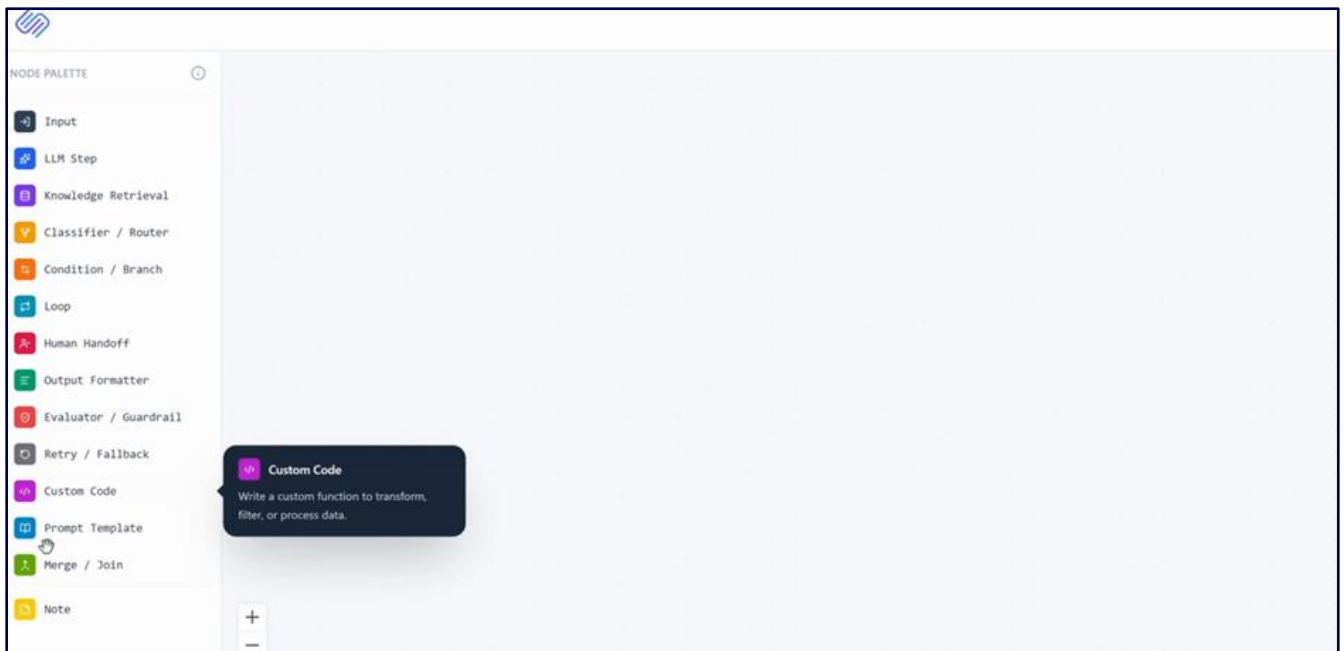 NODE PALETTE
Input
LLM Step
Knowledge Retrieval
Classifier / Router
Condition / Branch
Loop
Human Handoff
Output Formatter
Evaluator / Guardrail
Retry / Fallback
Custom Code
Custom Code
Write a custom function to transform,
filter, or process data.
Prompt Template
Merge / Join
Note